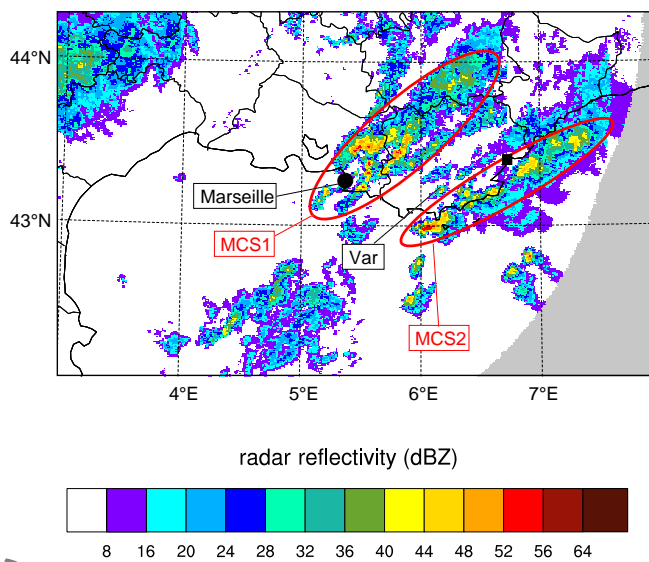 44°N
Marseille
43°N
MCS1
Var
MCS2
4°E 5°E 6°E 7°E
radar reflectivity (dBZ)
8 16 20 24 28 32 36 40 44 48 52 56 64